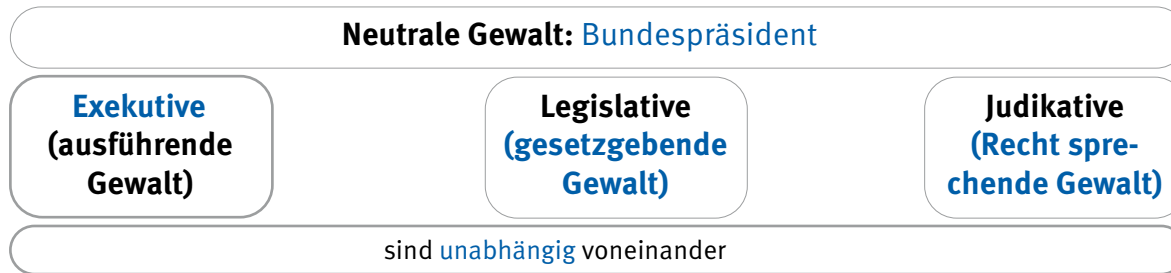 Neutrale Gewalt: Bundespräsident
Exekutive
(ausführende
Gewalt)
Legislative
(gesetzgebende
Gewalt)
Judikative
(Recht spre-
chende Gewalt)
sind unabhängig voneinander